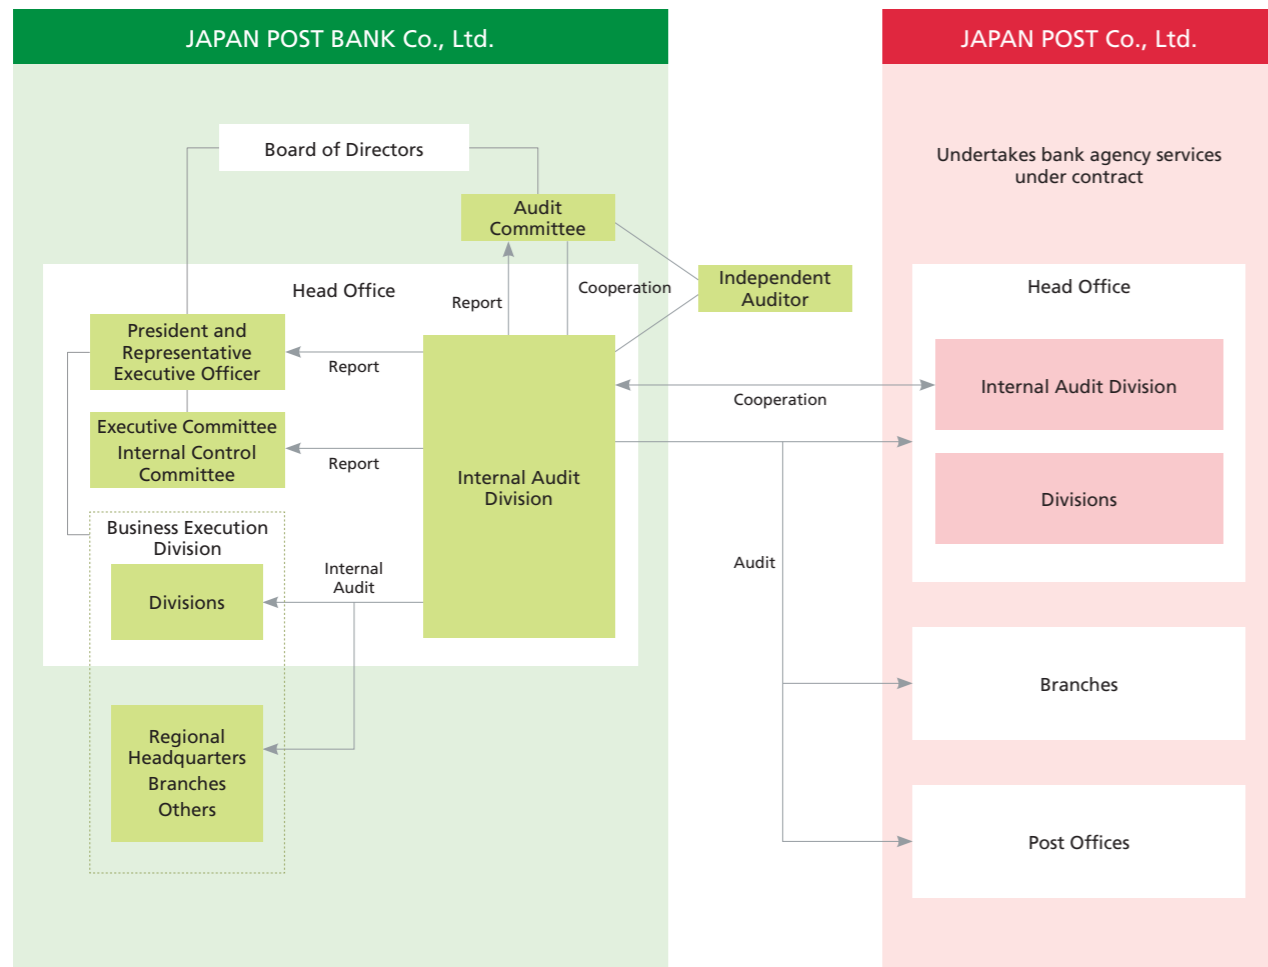 JAPAN POST BANK Co., Ltd.
Board of Directors
Audit
Committee
Independent
Auditor
Head Office
Report
Cooperation
President and
Representative
Executive Officer
Report
Executive Committee
Internal Control
Committee
Report
Internal Audit
Division
Business Execution
Division
Divisions
Internal
Audit
Regional
Headquarters
Branches
Others
Cooperation
Audit
JAPAN POST Co., Ltd.
Undertakes bank agency services
under contract
Head Office
Internal Audit Division
Divisions
Branches
Post Offices